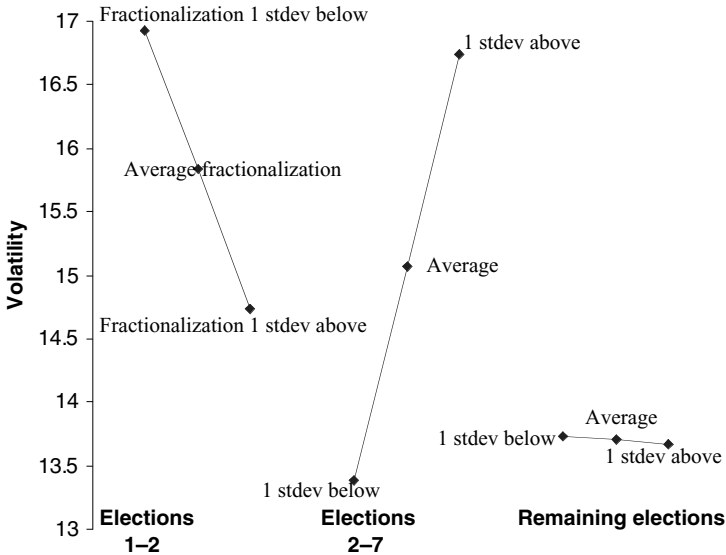 17
Fractionalization 1 stdev below
1 stdev above
16.5
16
Average fractionalization
15.5
Volatility
15
Average
14.5
Fractionalization 1 stdev above
14
Average
1 stdev below
1 stdev above
13.5
1 stdev below
13
Elections
1–2
Elections
2–7
Remaining elections